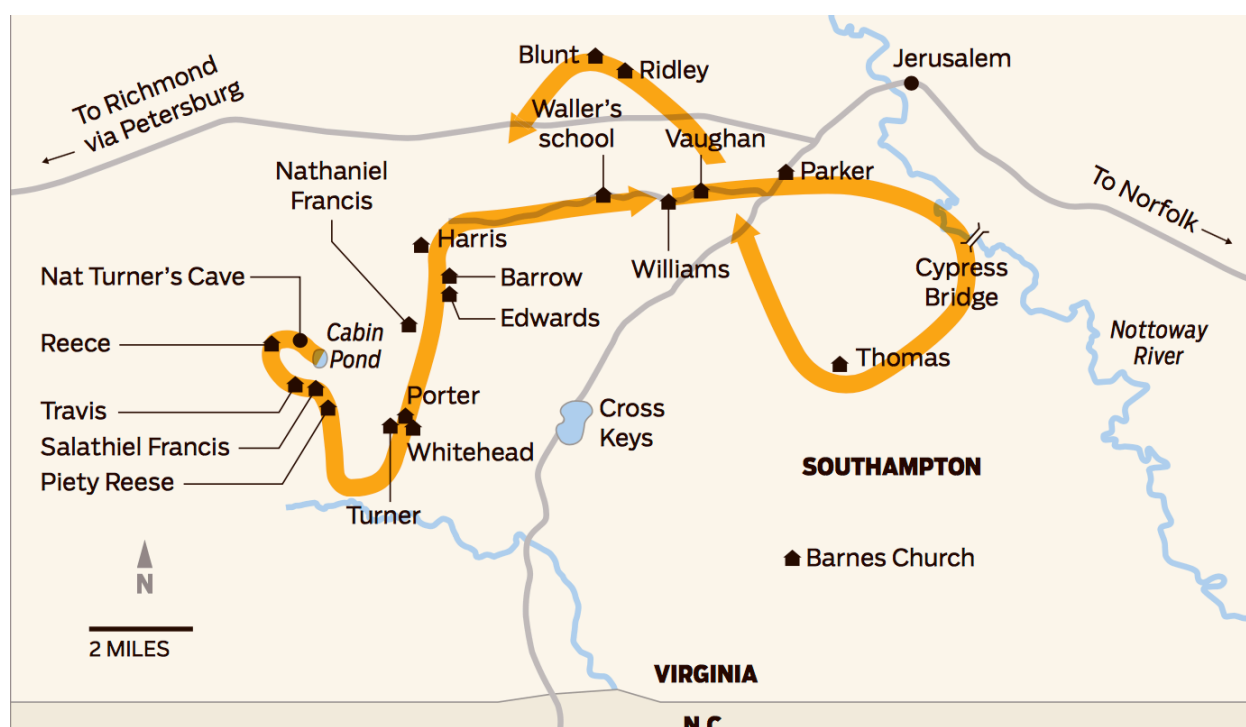 Blunt
Ridley
Jerusalem
To Richmond
via Petersburg
Waller's
school
Vaughan
Nathaniel
Francis
Parker
To Norfolk
Harris
Nat Turner's Cave
Barrow
Williams
Cypress
Bridge
Edwards
Reece
Cabin
Pond
Nottoway
River
Thomas
Travis
Porter
Cross
Keys
Salathiel Francis
Whitehead
SOUTHAMPTON
Piety Reese
Turner
Barnes Church
N
2 MILES
VIRGINIA
N.C.